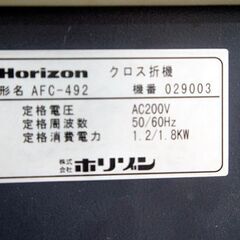 Horizon クロス折機
形名 AFC-492 機番 029003
定格電圧 AC200V
定格周波数 50/60Hz
定格消費電力 1.2/1.8KW
株式会社 ホリゾン